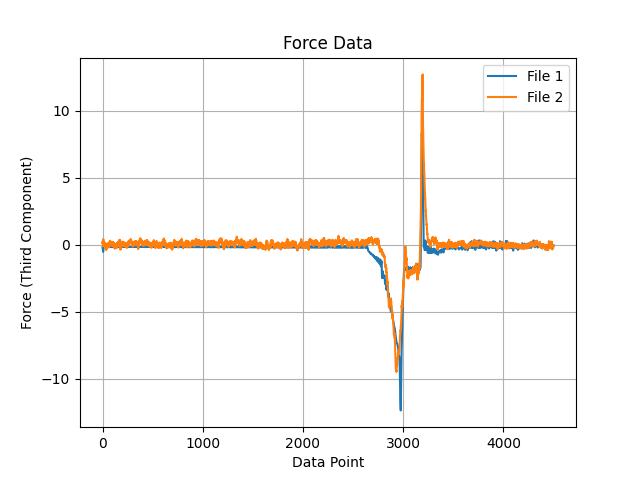 Force Data
File 1
File 2
Force (Third Component)
10
5
0
−5
−10
0 1000 2000 3000 4000
Data Point